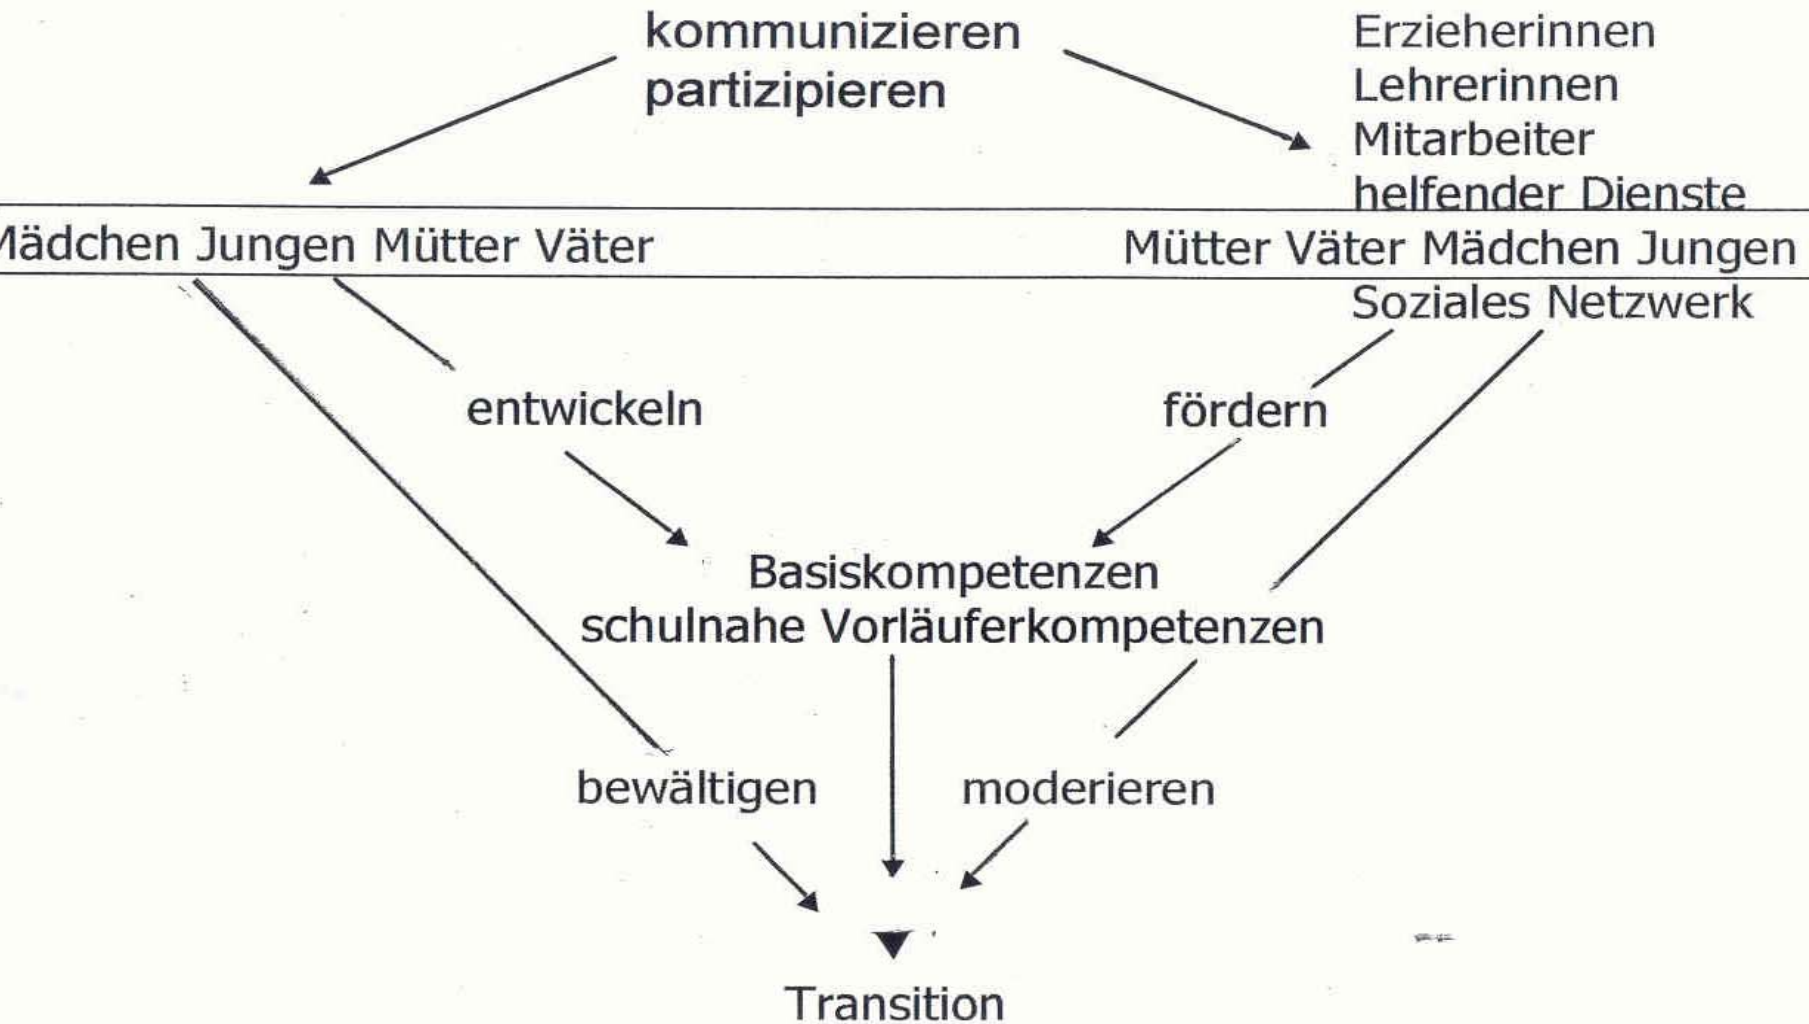 kommunizieren
partizipieren
Erzieherinnen
Lehrerinnen
Mitarbeiter
helfender Dienste
Mädchen Jungen Mütter Väter
Mütter Väter Mädchen Jungen
Soziales Netzwerk
entwickeln
fördern
Basiskompetenzen
schulnahe Vorläuferkompetenzen
bewältigen
moderieren
Transition